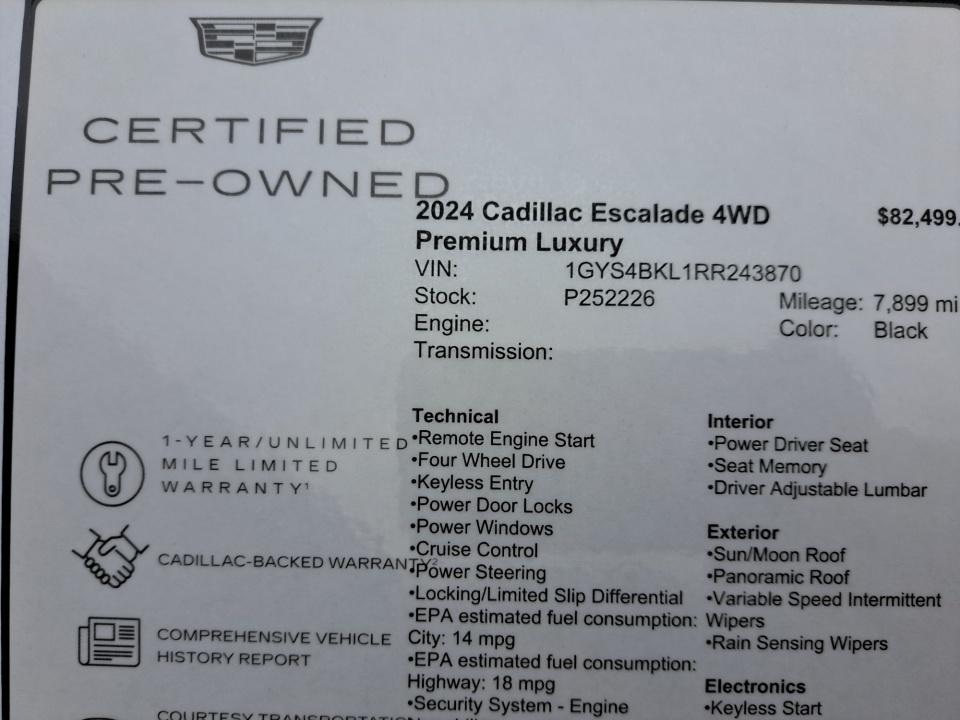 CERTIFIED
PRE-OWNED
2024 Cadillac Escalade 4WD $82,499.
Premium Luxury
VIN: 1GYS4BKL1RR243870
Stock: P252226 Mileage: 7,899 mi
Engine: Color: Black
Transmission:
1-YEAR/UNLIMITED
MILE LIMITED
WARRANTY¹
CADILLAC-BACKED WARRANTY²
COMPREHENSIVE VEHICLE
HISTORY REPORT
COURTESY TRANSPORTATION
Technical
•Remote Engine Start
•Four Wheel Drive
•Keyless Entry
•Power Door Locks
•Power Windows
•Cruise Control
•Power Steering
•Locking/Limited Slip Differential
•EPA estimated fuel consumption:
City: 14 mpg
•EPA estimated fuel consumption:
Highway: 18 mpg
•Security System - Engine
Interior
•Power Driver Seat
•Seat Memory
•Driver Adjustable Lumbar
Exterior
•Sun/Moon Roof
•Panoramic Roof
•Variable Speed Intermittent
Wipers
•Rain Sensing Wipers
Electronics
•Keyless Start